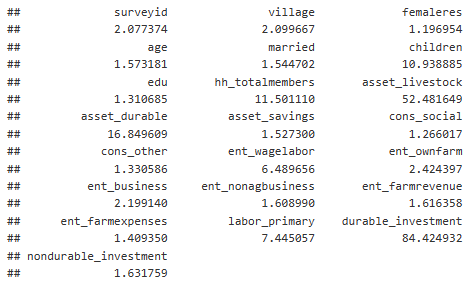 ## surveyid village femaleres
## 2.077374 2.099667 1.196954
## age married children
## 1.573181 1.544702 10.938885
## edu hh_totalmembers asset_livestock
## 1.310685 11.501110 52.481649
## asset_durable asset_savings cons_social
## 16.849609 1.527300 1.266017
## cons_other ent_wagelabor ent_ownfarm
## 1.330586 6.489656 2.424397
## ent_business ent_nonagbusiness ent_farmrevenue
## 2.199140 1.608990 1.616358
## ent_farmexpenses labor_primary durable_investment
## 1.409350 7.445057 84.424932
## nondurable_investment
## 1.631759